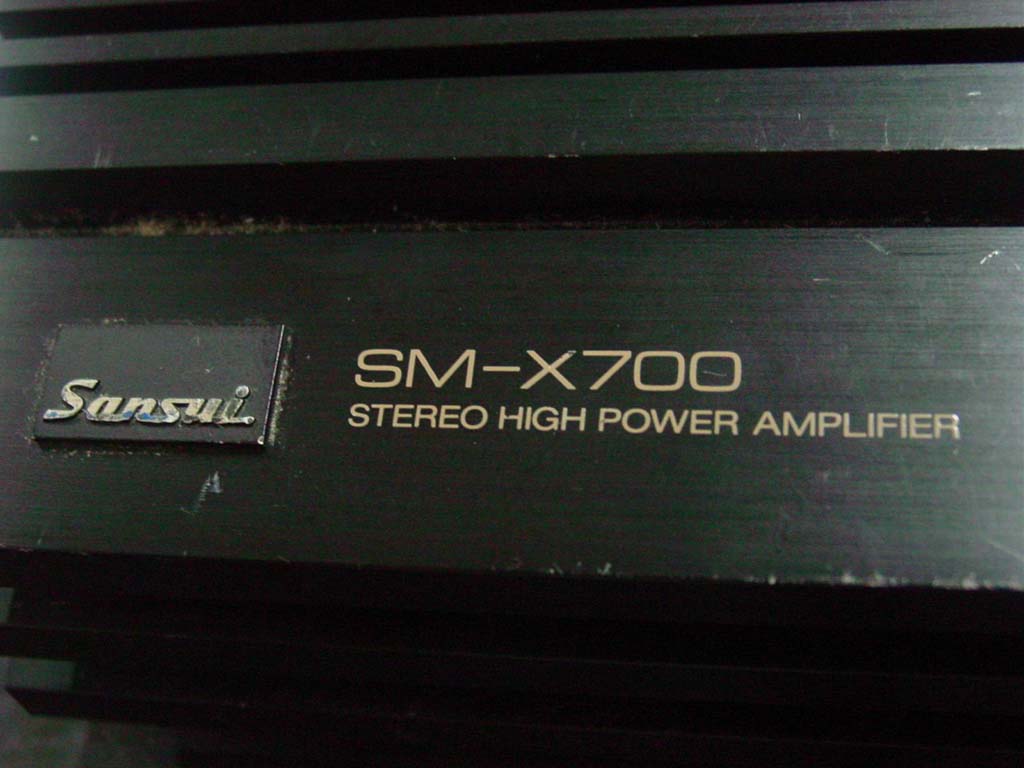 Sansui
SM-X700
STEREO HIGH POWER AMPLIFIER